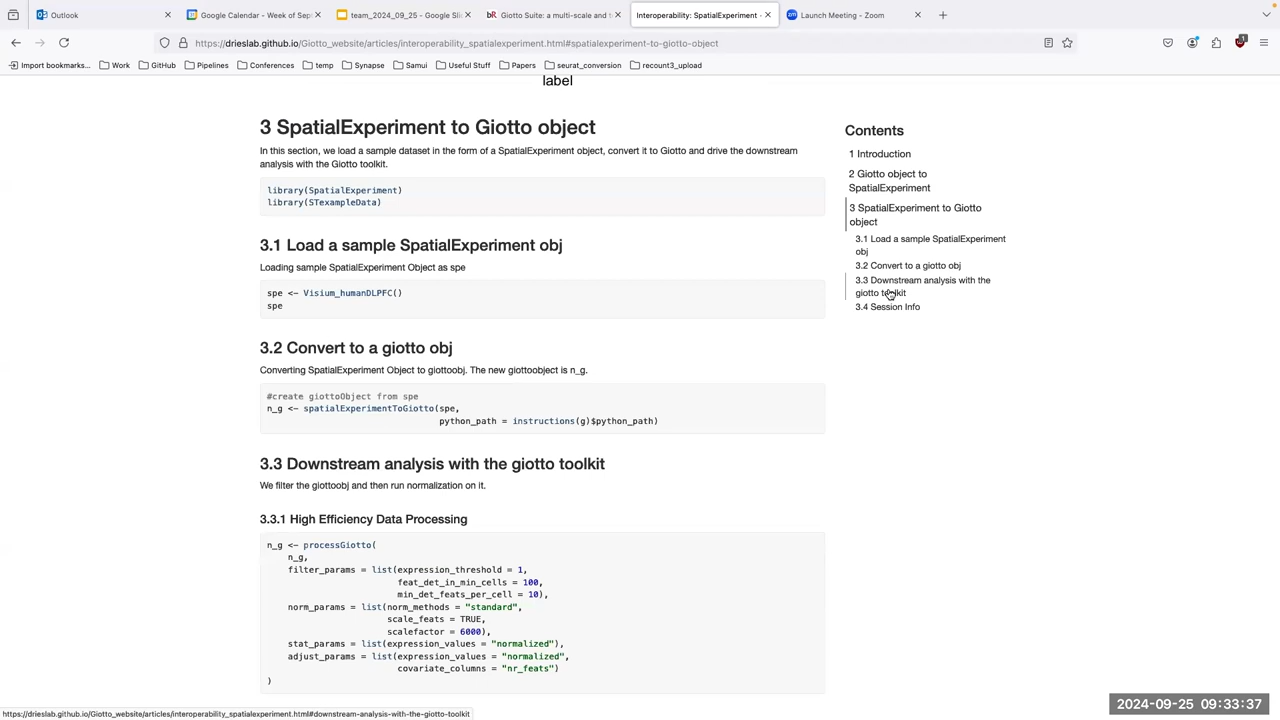 Outlook
Google Calendar - Week of Sep
team_2024_09_25 - Google Sli
Giotto Suite: a multi-scale and t
Interoperability: SpatialExperiment
Launch Meeting - Zoom
https://drieslab.github.io/Giotto_website/articles/interoperability_spatialexperiment.html#spatialexperiment-to-giotto-object
Import bookmarks...
Work
GitHub
Pipelines
Conferences
temp
Synapse
Samui
Useful Stuff
Papers
seurat_conversion
recount3_upload
label
3 SpatialExperiment to Giotto object
In this section, we load a sample dataset in the form of a SpatialExperiment object, convert it to Giotto and drive the downstream
analysis with the Giotto toolkit.
library(SpatialExperiment)
library(STexampleData)
3.1 Load a sample SpatialExperiment obj
Loading sample SpatialExperiment Object as spe
spe <- Visium_humanDLPFC()
spe
3.2 Convert to a giotto obj
Converting SpatialExperiment Object to giottoobj. The new giottoobject is n_g.
#create giottoObject from spe
n_g <- spatialExperimentToGiotto(spe,
python_path = instructions(g)$python_path)
3.3 Downstream analysis with the giotto toolkit
We filter the giottoobj and then run normalization on it.
3.3.1 High Efficiency Data Processing
n_g <- processGiotto(
n_g,
filter_params = list(expression_threshold = 1,
feat_det_in_min_cells = 100,
min_det_feats_per_cell = 10),
norm_params = list(norm_methods = "standard",
scale_feats = TRUE,
scalefactor = 6000),
stat_params = list(expression_values = "normalized"),
adjust_params = list(expression_values = "normalized",
covariate_columns = "nr_feats")
)
Contents
1 Introduction
2 Giotto object to
SpatialExperiment
3 SpatialExperiment to Giotto
object
3.1 Load a sample SpatialExperiment
obj
3.2 Convert to a giotto obj
3.3 Downstream analysis with the
giotto toolkit
3.4 Session Info
https://drieslab.github.io/Giotto_website/articles/interoperability_spatialexperiment.html#downstream-analysis-with-the-giotto-toolkit
2024-09-25 09:33:37